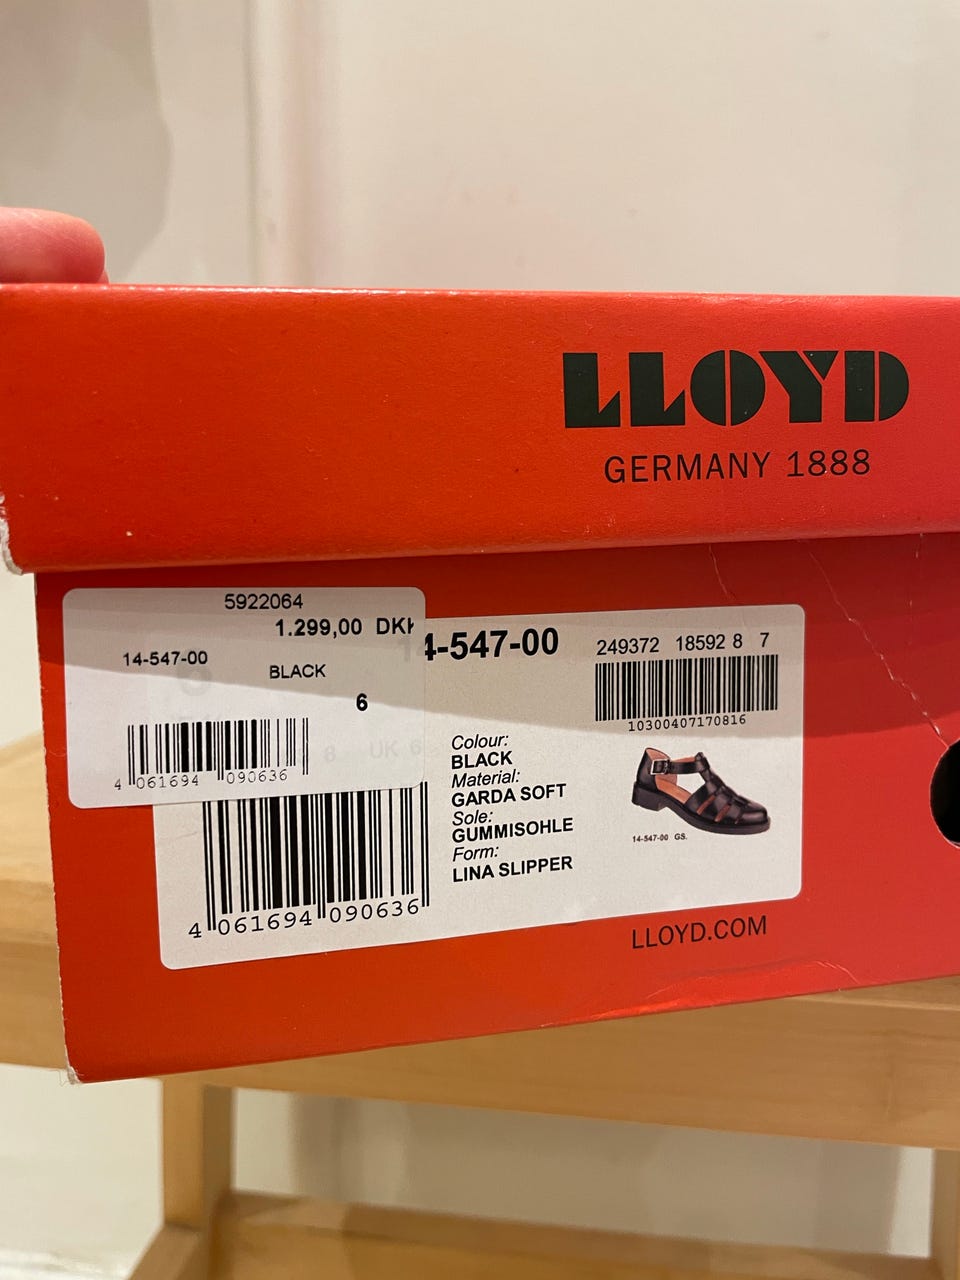 LLOYD
GERMANY 1888
5922064
1.299,00 DKK
14-547-00
BLACK
6
4 061694 090636
4-547-00
249372 18592 8 7
10300407170816
UK 6
Colour:
BLACK
Material:
GARDA SOFT
Sole:
GUMMISOHLE
Form:
LINA SLIPPER
14-547-00 GS.
4 061694 090636
LLOYD.COM